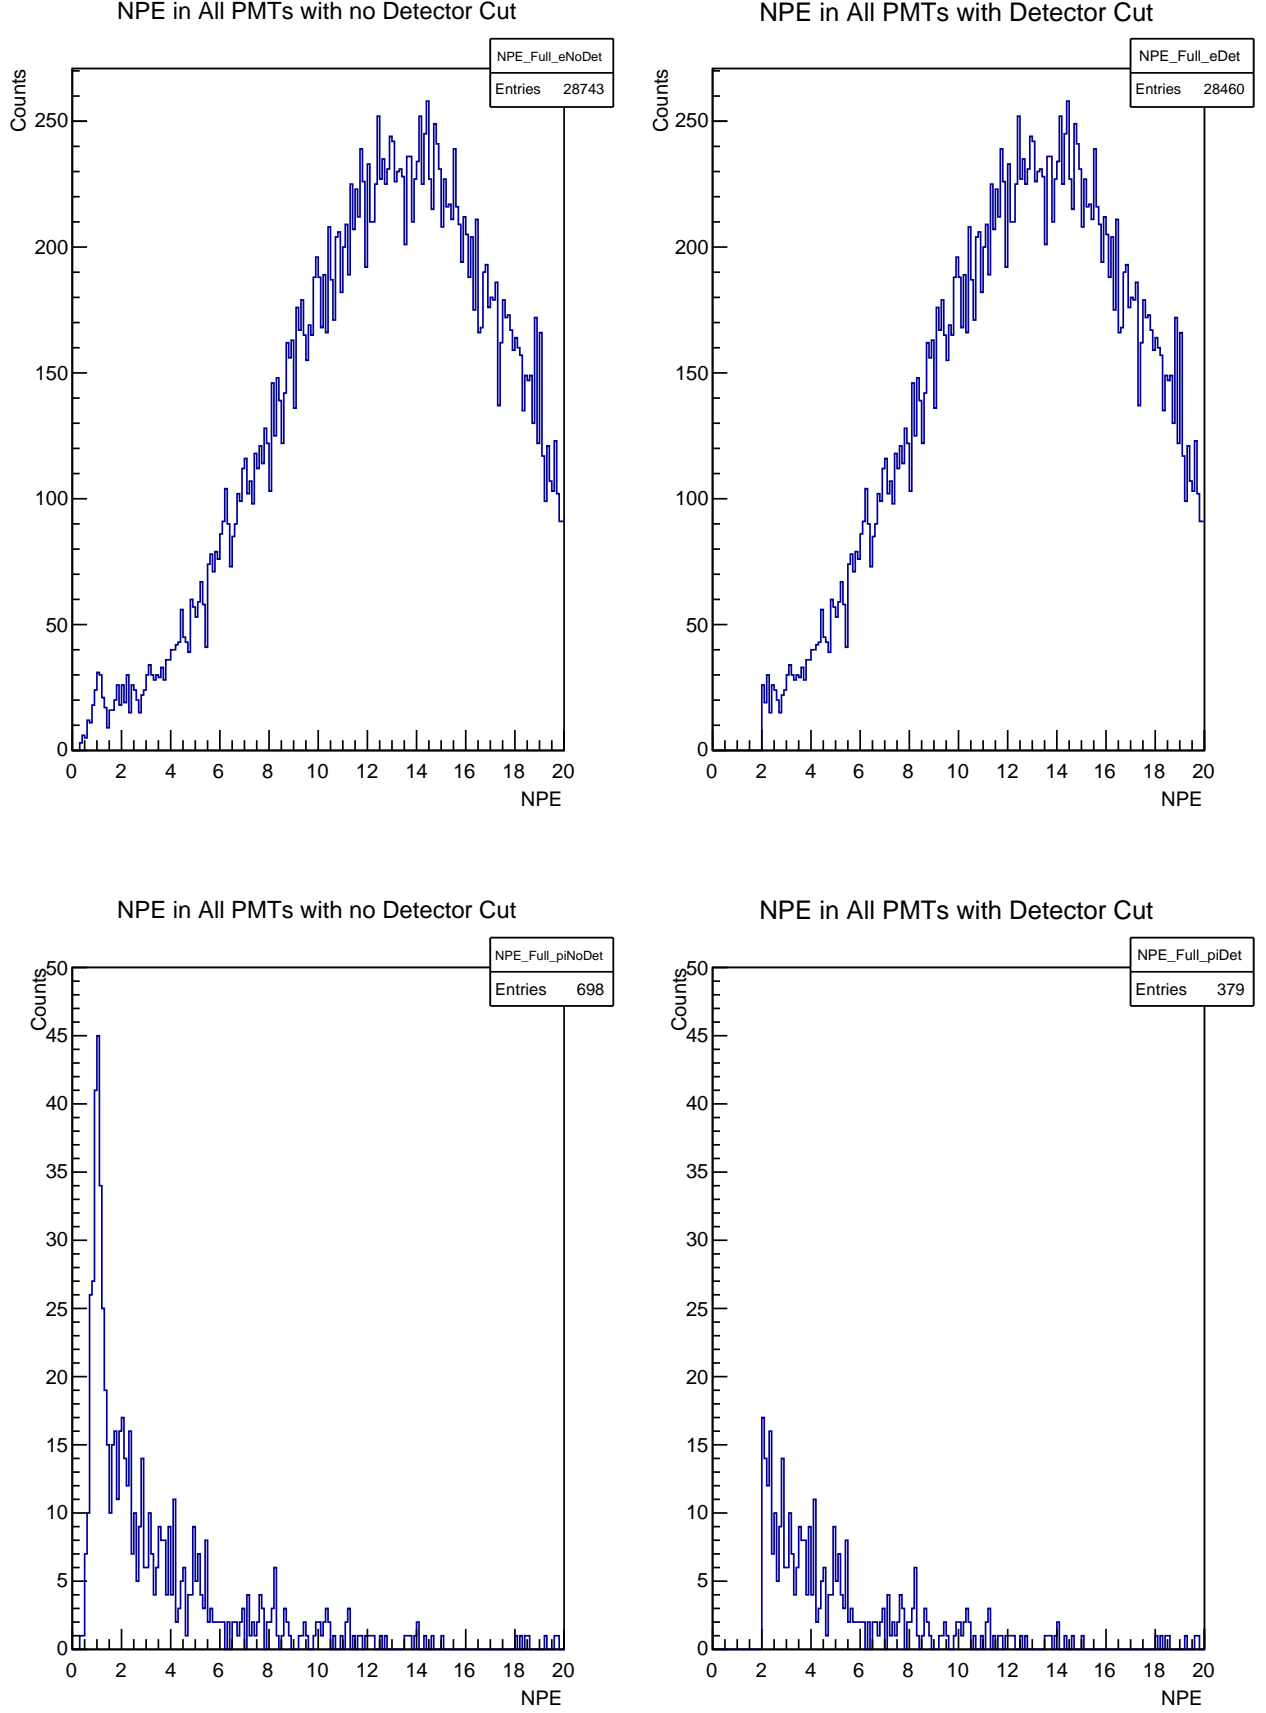 NPE in All PMTs with no Detector Cut
NPE_Full_eNoDet
Entries 28743
Counts
250
200
150
100
50
0
0 2 4 6 8 10 12 14 16 18 20
NPE
NPE in All PMTs with Detector Cut
NPE_Full_eDet
Entries 28460
Counts
250
200
150
100
50
0
0 2 4 6 8 10 12 14 16 18 20
NPE
NPE in All PMTs with no Detector Cut
NPE_Full_piNoDet
Entries 698
Counts
50
45
40
35
30
25
20
15
10
5
0
0 2 4 6 8 10 12 14 16 18 20
NPE
NPE in All PMTs with Detector Cut
NPE_Full_piDet
Entries 379
Counts
50
45
40
35
30
25
20
15
10
5
0
0 2 4 6 8 10 12 14 16 18 20
NPE